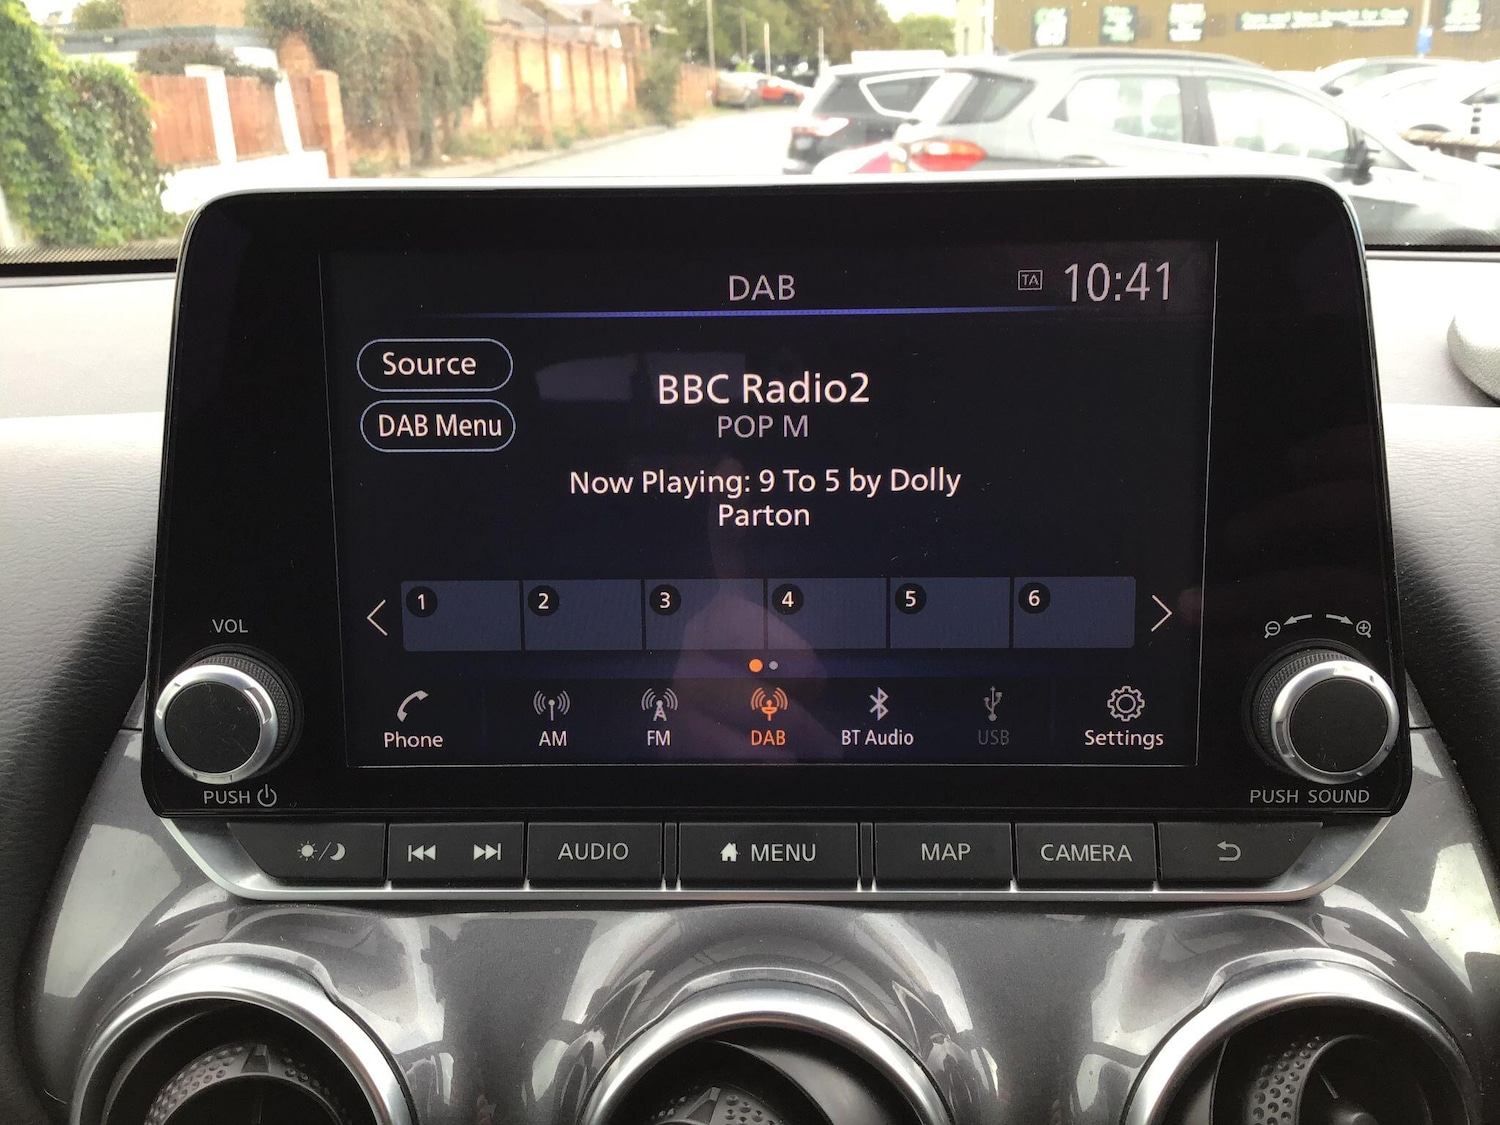 DAB
TA 10:41
Source
BBC Radio2
POP M
DAB Menu
Now Playing: 9 To 5 by Dolly
Parton
1 2 3 4 5 6
VOL
Phone AM FM DAB BT Audio USB Settings
PUSH
PUSH SOUND
AUDIO MENU MAP CAMERA